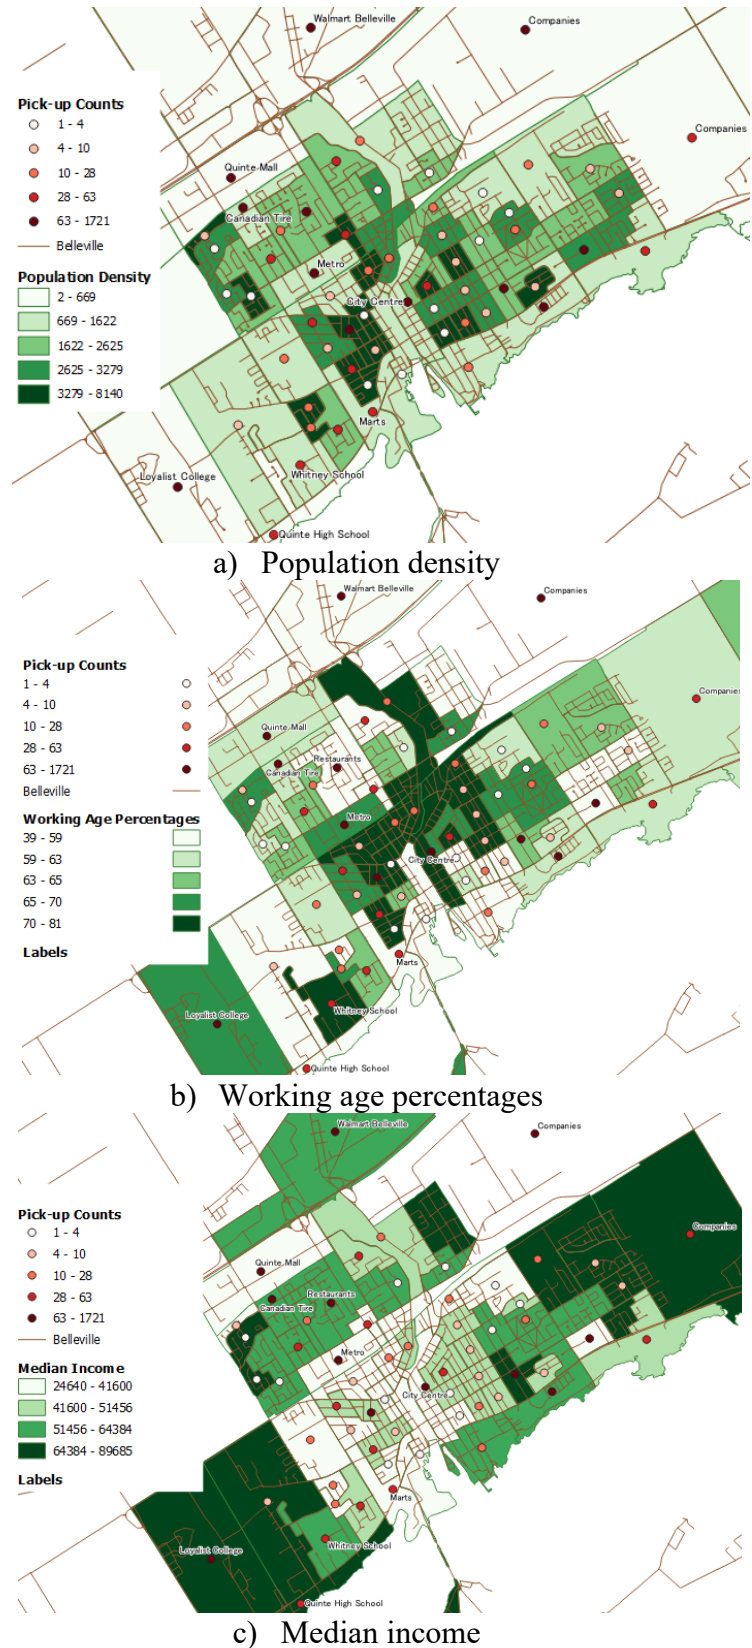 Walmart Belleville
Companies
Pick-up Counts
1 - 4
4 - 10
10 - 28
28 - 63
63 - 1721
Belleville
Population Density
2 - 669
669 - 1622
1622 - 2625
2625 - 3279
3279 - 8140
Companies
Quinte Mall
Canadian Tire
Metro
City Centre
Marts
Whitney School
Loyalist College
Quinte High School
a) Population density
Walmart Belleville
Companies
Pick-up Counts
1 - 4
4 - 10
10 - 28
28 - 63
63 - 1721
Belleville
Working Age Percentages
39 - 59
59 - 63
63 - 65
65 - 70
70 - 81
Labels
Companies
Quinte Mall
Restaurants
Canadian Tire
Metro
City Centre
Marts
Whitney School
Loyalist College
Quinte High School
b) Working age percentages
Walmart Belleville
Companies
Pick-up Counts
1 - 4
4 - 10
10 - 28
28 - 63
63 - 1721
Belleville
Median Income
24640 - 41600
41600 - 51456
51456 - 64384
64384 - 89685
Labels
Companies
Quinte Mall
Restaurants
Canadian Tire
Metro
City Centre
Marts
Whitney School
Loyalist College
Quinte High School
c) Median income